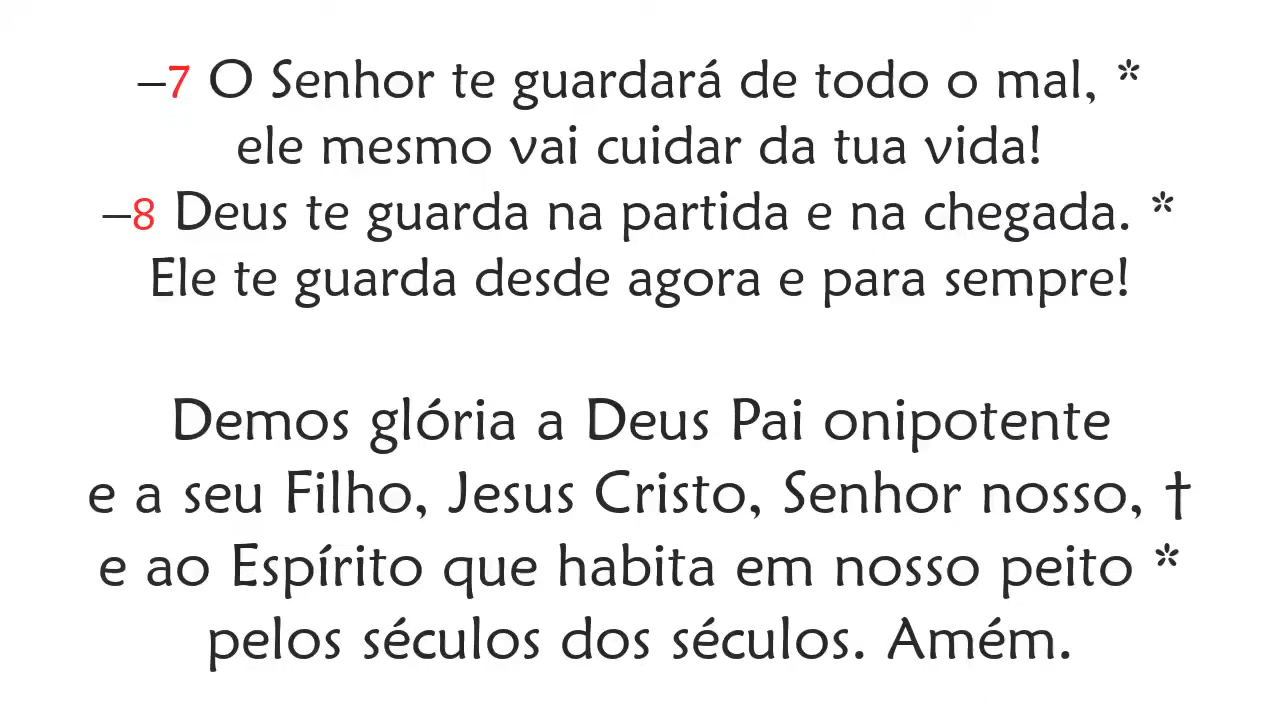 –7 O Senhor te guardará de todo o mal, *
ele mesmo vai cuidar da tua vida!
–8 Deus te guarda na partida e na chegada. *
Ele te guarda desde agora e para sempre!
Demos glória a Deus Pai onipotente
e a seu Filho, Jesus Cristo, Senhor nosso, †
e ao Espírito que habita em nosso peito *
pelos séculos dos séculos. Amém.